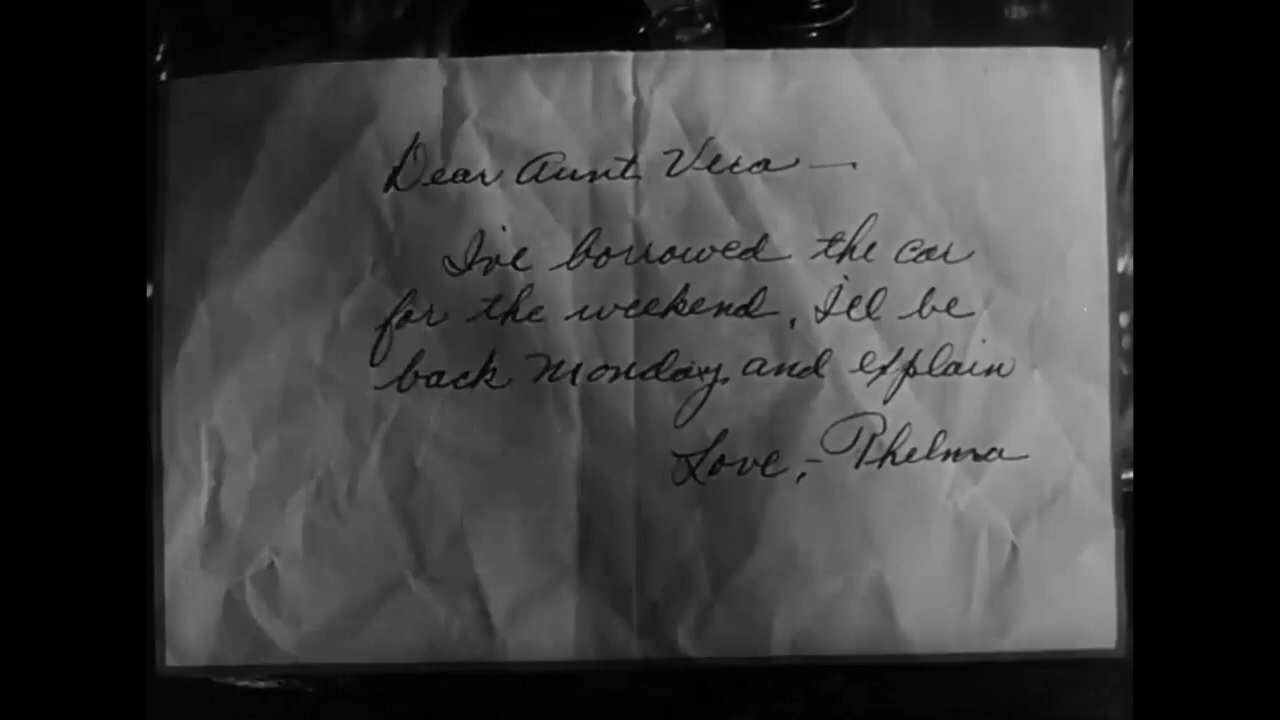 Dear Aunt Vera —
I've borrowed the car
for the weekend, I'll be
back Monday and explain
Love, - Thelma